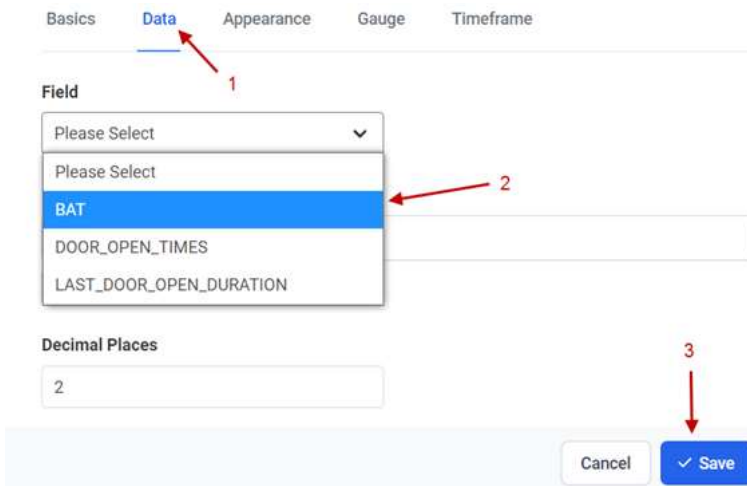 Basics Data Appearance Gauge Timeframe
1
Field
Please Select
Please Select
BAT
2
DOOR_OPEN_TIMES
LAST_DOOR_OPEN_DURATION
Decimal Places
3
2
Cancel Save